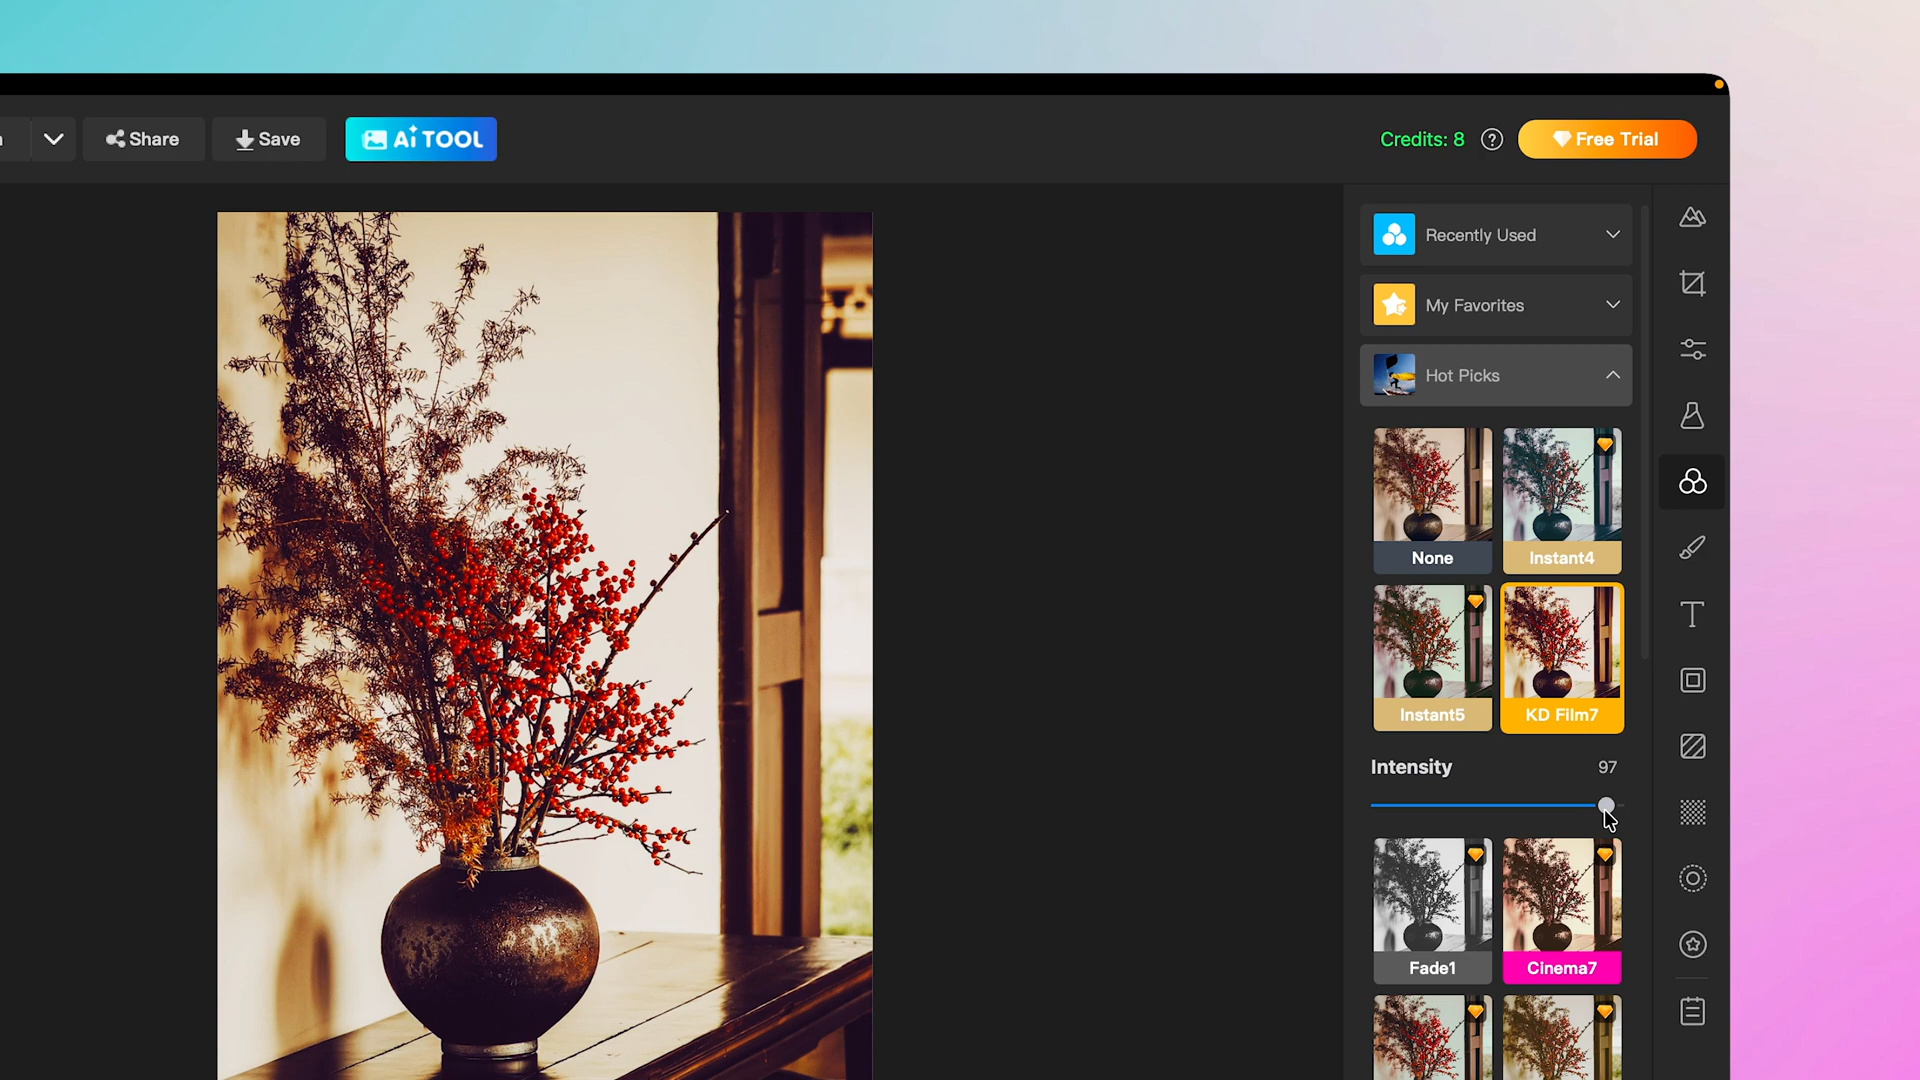 Share
Save
Ai TOOL
Credits: 8
?
Free Trial
Recently Used
My Favorites
Hot Picks
None
Instant4
Instant5
KD Film7
Intensity
97
Fade1
Cinema7
T